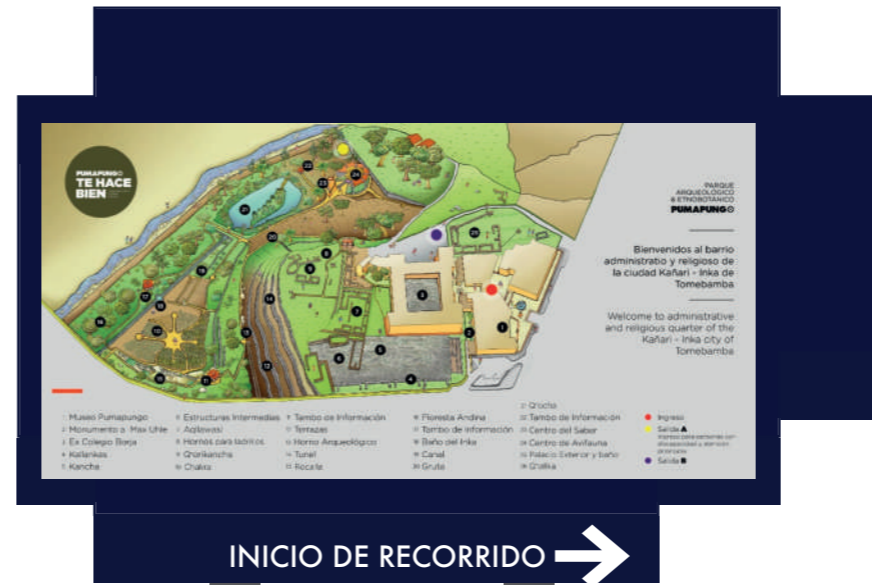 PUMAPUNGO
TE HACE
BIEN
PARQUE
ARQUEOLÓGICO
& ETNOBOTÁNICO
PUMAPUNGO
Bienvenidos al barrio
administratio y religioso de
la ciudad Kañari - Inka de
Tomebamba
Welcome to administrative
and religious quarter of the
Kañari - Inka city of
Tomebamba
Museo Pumapungo
Monumento a Max Uhle
Ex Colegio Borja
Kallankas
Kancha
Estructuras Intermedias
Aqllawasi
Hornos para ladrillos
Qhorikancha
Chakra
Tambo de Información
Terrazas
Horno Arqueológico
Tunel
Rocalla
Floresta Andina
Tambo de Información
Baño del Inka
Canal
Gruta
Q'ocha
Tambo de Información
Centro del Saber
Centro de Avifauna
Palacio Exterior y baño
Q'ollka
Ingreso
Salida A
Salida B
INICIO DE RECORRIDO